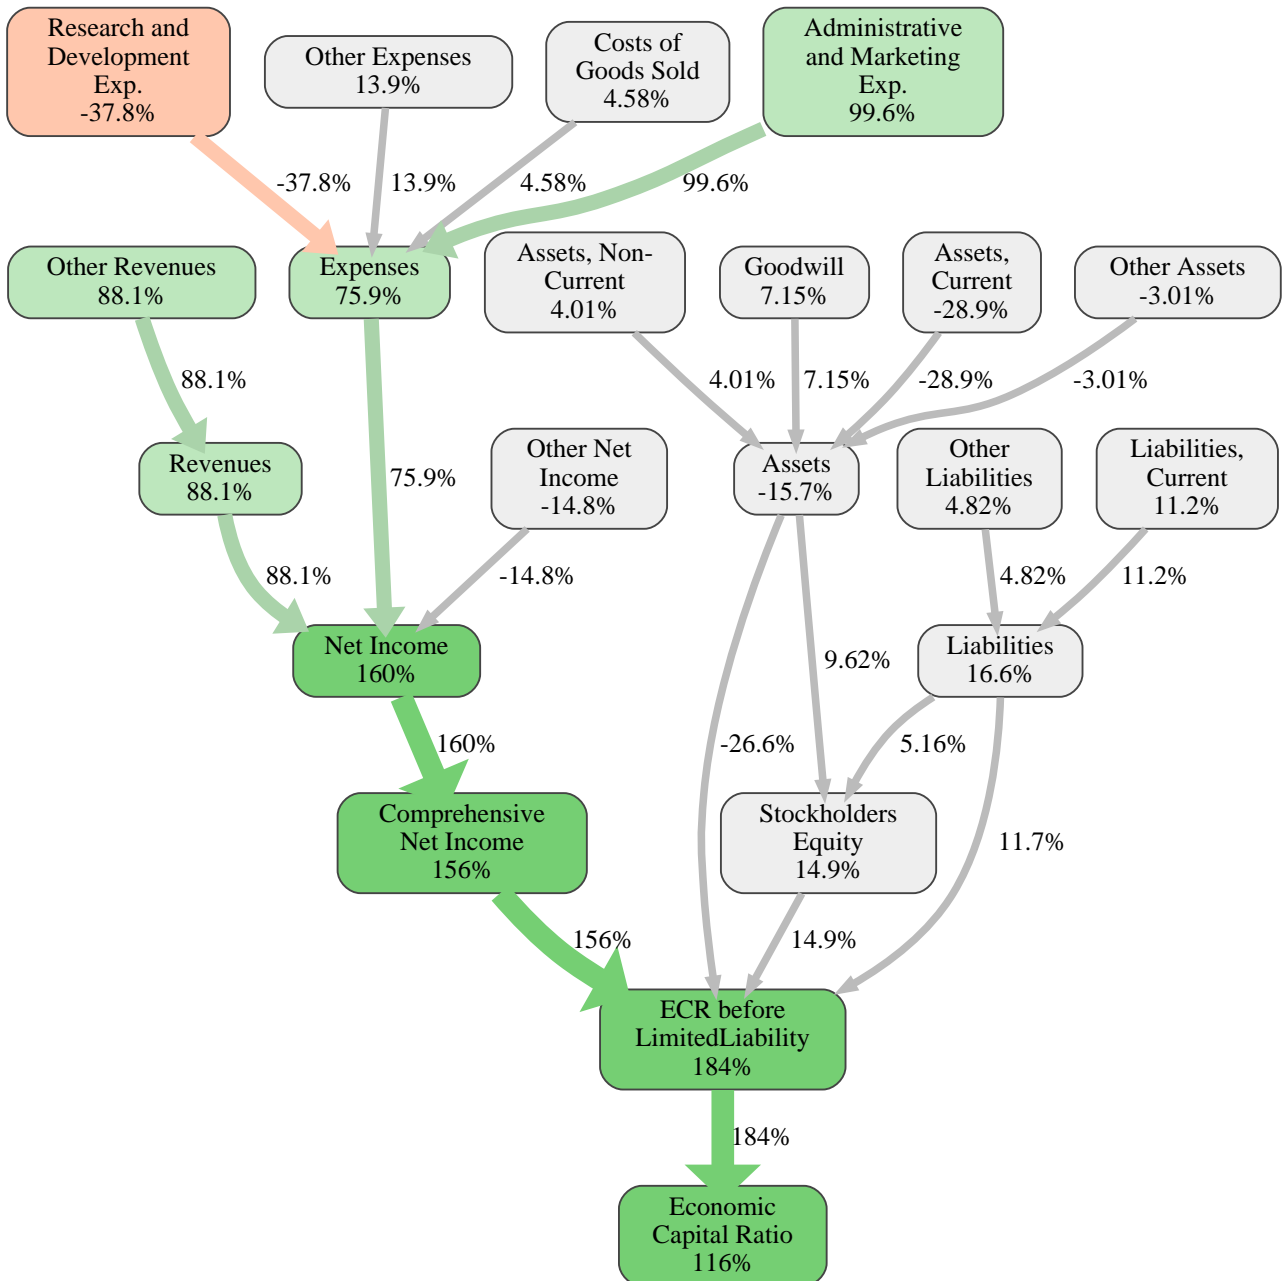 Research and
Development
Exp.
-37.8%
Other Expenses
13.9%
Costs of
Goods Sold
4.58%
Administrative
and Marketing
Exp.
99.6%
-37.8%
13.9%
4.58%
99.6%
Other Revenues
88.1%
Expenses
75.9%
Assets, Non-
Current
4.01%
Goodwill
7.15%
Assets,
Current
-28.9%
Other Assets
-3.01%
88.1%
4.01%
7.15%
-28.9%
-3.01%
Revenues
88.1%
75.9%
Other Net
Income
-14.8%
Assets
-15.7%
Other
Liabilities
4.82%
Liabilities,
Current
11.2%
88.1%
-14.8%
4.82%
11.2%
Net Income
160%
9.62%
Liabilities
16.6%
160%
-26.6%
5.16%
Comprehensive
Net Income
156%
Stockholders
Equity
14.9%
11.7%
156%
14.9%
ECR before
LimitedLiability
184%
184%
Economic
Capital Ratio
116%